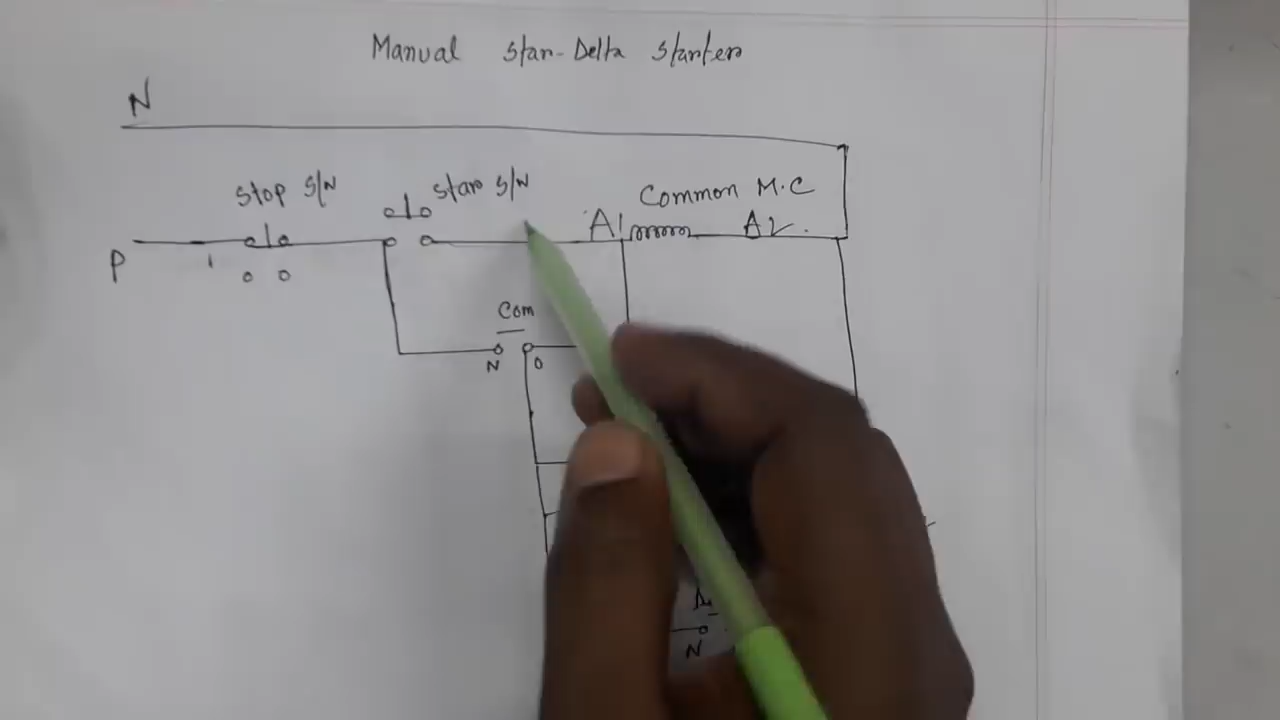 Manual Star-Delta Starter
N
Stop S/W
Star S/W
Common M.C
A1
A2
P
Com
N
O
N